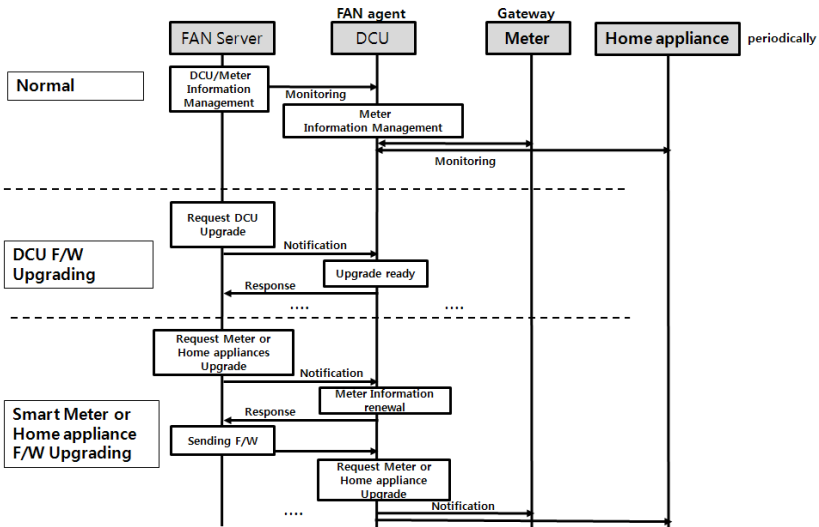 FAN agent
Gateway
FAN Server
DCU
Meter
Home appliance
periodically
Normal
DCU/Meter
Information
Management
Monitoring
Meter
Information Management
Monitoring
Request DCU
Upgrade
DCU F/W
Upgrading
Notification
Upgrade ready
Response
....
....
Request Meter or
Home appliances
Upgrade
Notification
Meter Information
renewal
Smart Meter or
Home appliance
F/W Upgrading
Response
Sending F/W
Request Meter or
Home appliance
Upgrade
Notification
....